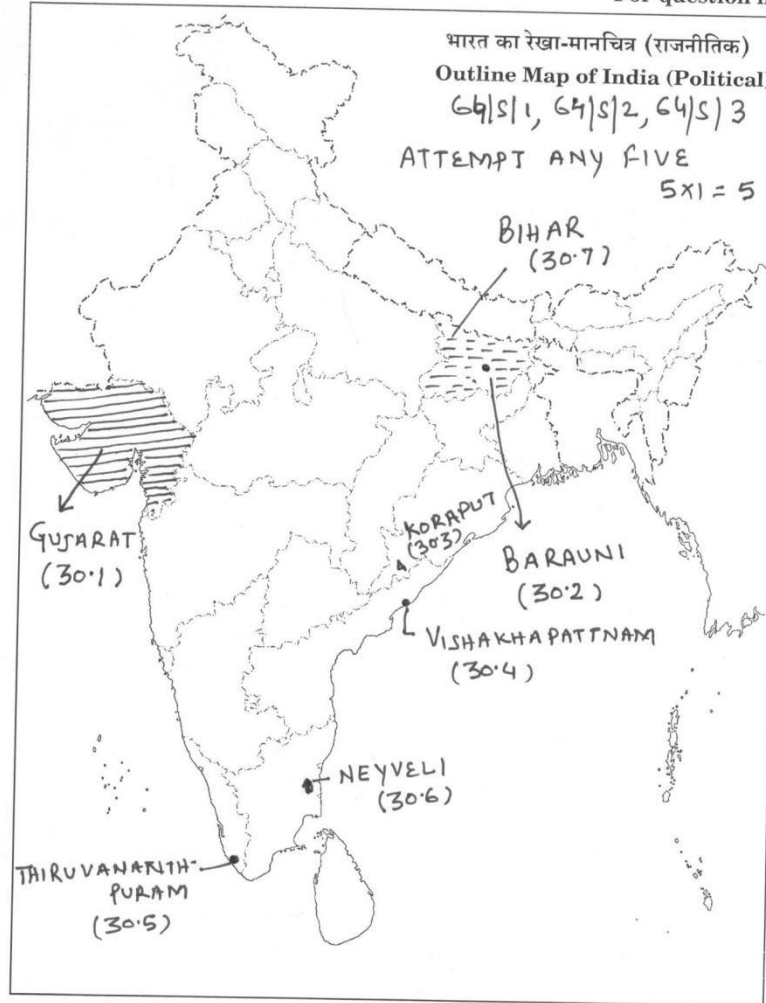 For question n
भारत का रेखा-मानचित्र (राजनीतिक)
Outline Map of India (Political)
64/S/1, 64/S/2, 64/S/3
ATTEMPT ANY FIVE
5×1=5
BIHAR
(30.7)
KORAPUT
(30.3)
GUJARAT
(30.1)
BARAUNI
(30.2)
VISHAKHAPATTNAM
(30.4)
NEYVELI
(30.6)
THIRUVANANTH-
PURAM
(30.5)